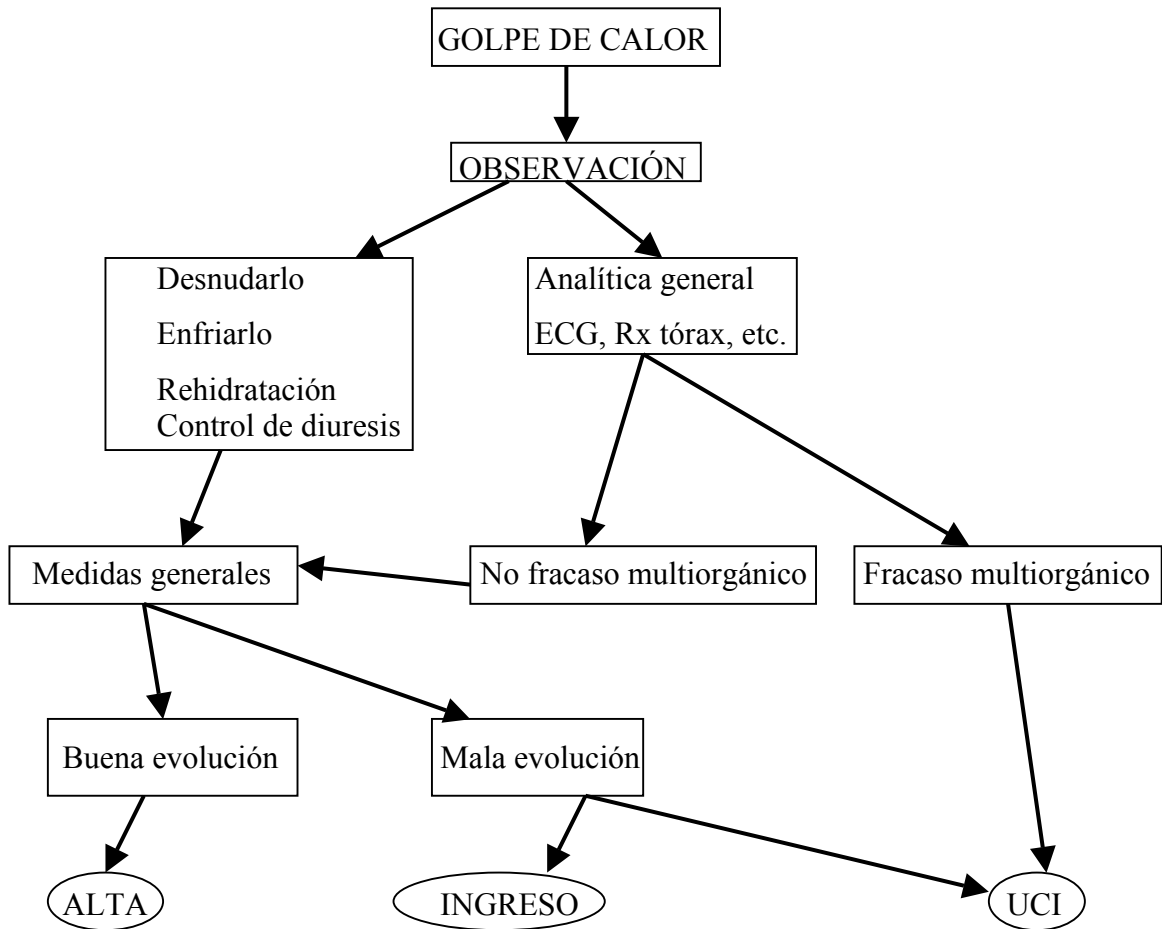 GOLPE DE CALOR
OBSERVACIÓN
Desnudarlo
Enfriarlo
Rehidratación
Control de diuresis
Analítica general
ECG, Rx tórax, etc.
Medidas generales
No fracaso multiorgánico
Fracaso multiorgánico
Buena evolución
Mala evolución
ALTA
INGRESO
UCI